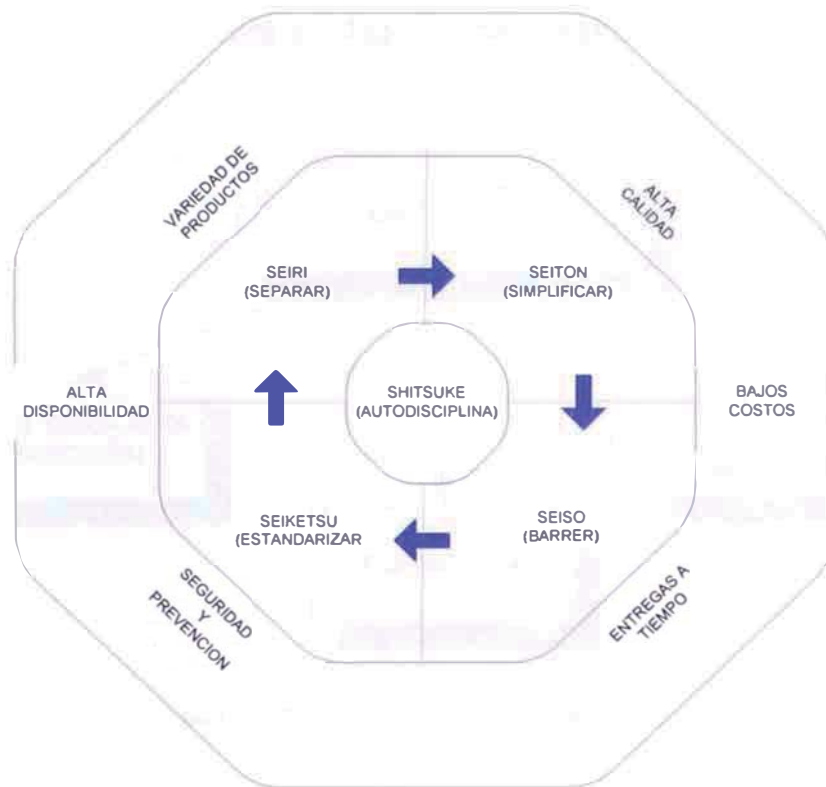 VARIEDAD DE
PRODUCTOS
ALTA
CALIDAD
SEIRI
(SEPARAR)
SEITON
(SIMPLIFICAR)
ALTA
DISPONIBILIDAD
SHITSUKE
(AUTODISCIPLINA)
BAJOS
COSTOS
SEIKETSU
(ESTANDARIZAR
SEISO
(BARRER)
SEGURIDAD
Y
PREVENCION
ENTREGAS A
TIEMPO